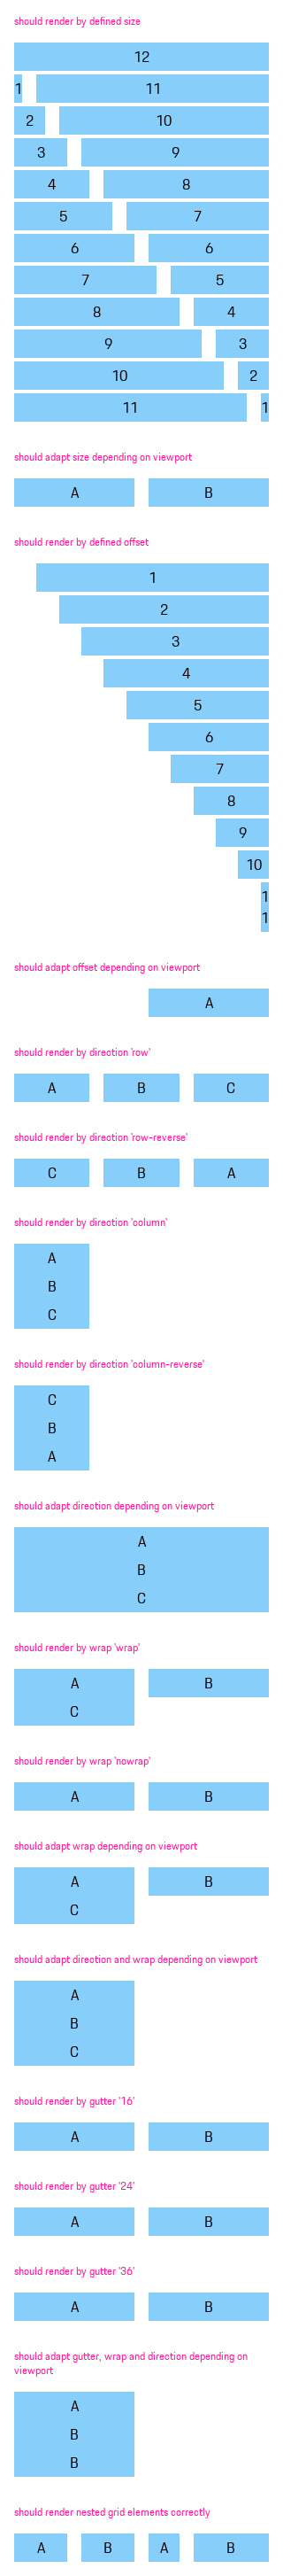 should render by defined size
12
1 11
2 10
3 9
4 8
5 7
6 6
7 5
8 4
9 3
10 2
11 1
should adapt size depending on viewport
A B
should render by defined offset
1
2
3
4
5
6
7
8
9
10
1
1
should adapt offset depending on viewport
A
should render by direction 'row'
A B C
should render by direction 'row-reverse'
C B A
should render by direction 'column'
A
B
C
should render by direction 'column-reverse'
C
B
A
should adapt direction depending on viewport
A
B
C
should render by wrap 'wrap'
A B
C
should render by wrap 'nowrap'
A B
should adapt wrap depending on viewport
A B
C
should adapt direction and wrap depending on viewport
A
B
C
should render by gutter '16'
A B
should render by gutter '24'
A B
should render by gutter '36'
A B
should adapt gutter, wrap and direction depending on
viewport
A
B
B
should render nested grid elements correctly
A B A B